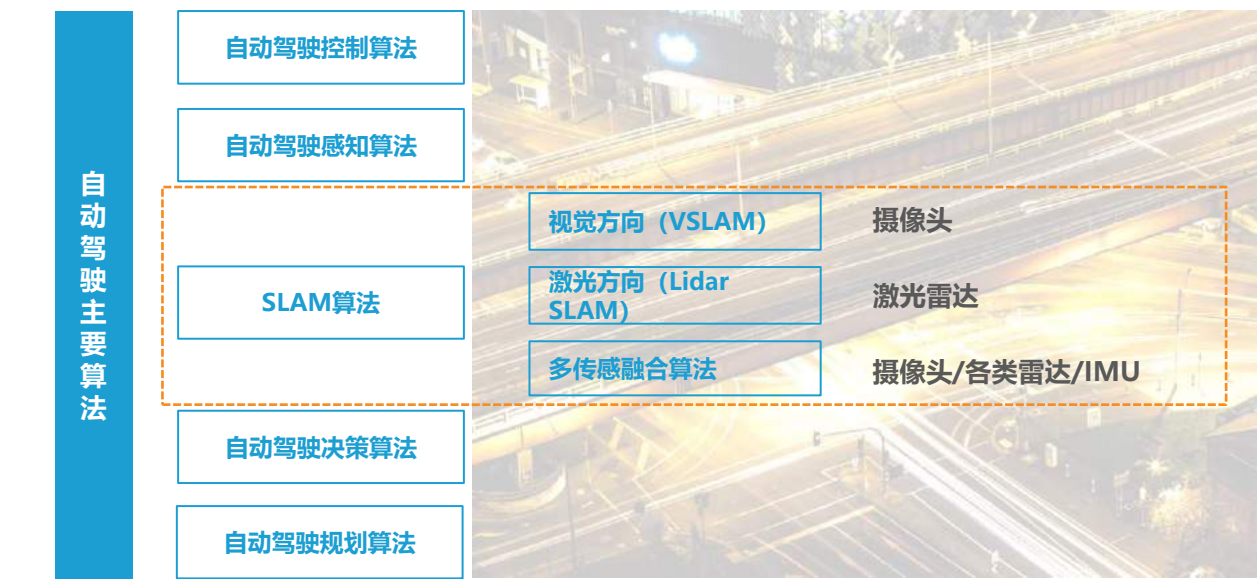 自动驾驶主要算法
自动驾驶控制算法
自动驾驶感知算法
SLAM算法
视觉方向（VSLAM）
摄像头
激光方向（Lidar
SLAM）
激光雷达
多传感融合算法
摄像头/各类雷达/IMU
自动驾驶决策算法
自动驾驶规划算法